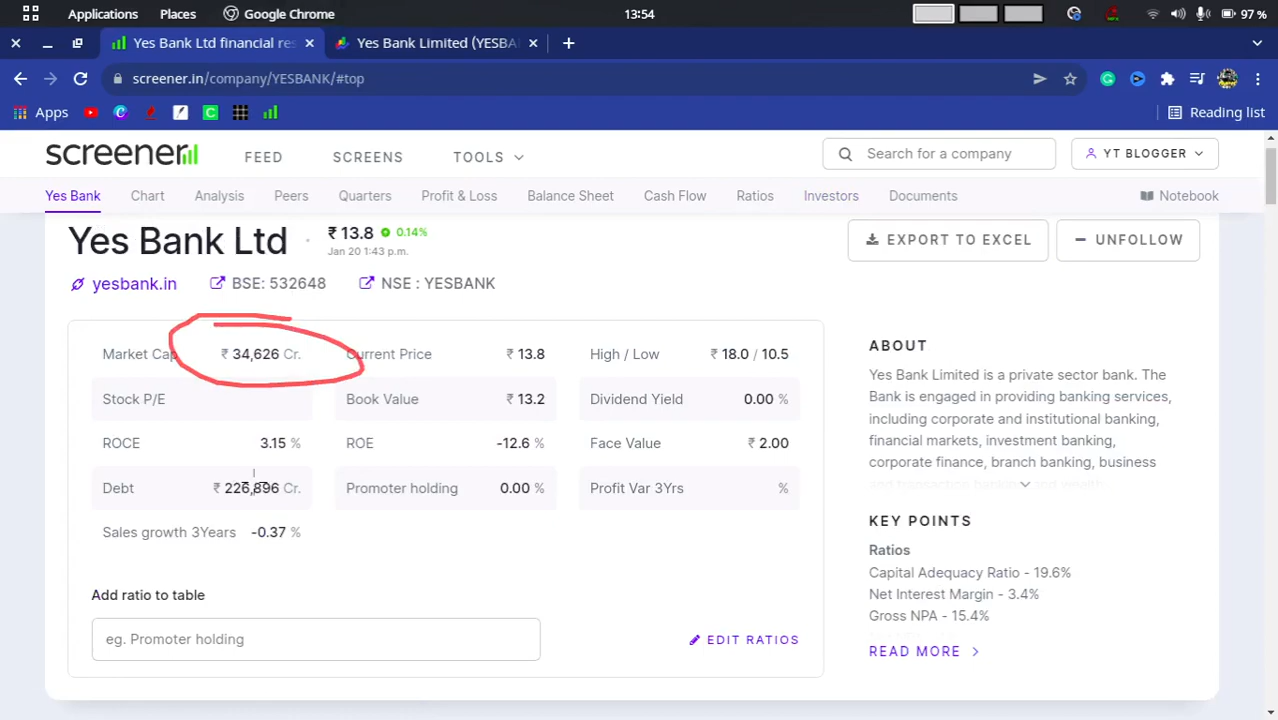 Applications Places Google Chrome 13:54 97 %
Yes Bank Ltd financial res Yes Bank Limited (YESBA
screener.in/company/YESBANK/#top
Apps Reading list
screener FEED SCREENS TOOLS Search for a company YT BLOGGER
Yes Bank Chart Analysis Peers Quarters Profit & Loss Balance Sheet Cash Flow Ratios Investors Documents Notebook
Yes Bank Ltd · ₹ 13.8 0.14%
Jan 20 1:43 p.m.
EXPORT TO EXCEL UNFOLLOW
yesbank.in BSE: 532648 NSE : YESBANK
Market Cap ₹ 34,626 Cr. Current Price ₹ 13.8 High / Low ₹ 18.0 / 10.5
Stock P/E Book Value ₹ 13.2 Dividend Yield 0.00 %
ROCE 3.15 % ROE -12.6 % Face Value ₹ 2.00
Debt ₹ 226,896 Cr. Promoter holding 0.00 % Profit Var 3Yrs %
Sales growth 3Years -0.37 %
Add ratio to table
eg. Promoter holding EDIT RATIOS
ABOUT
Yes Bank Limited is a private sector bank. The
Bank is engaged in providing banking services,
including corporate and institutional banking,
financial markets, investment banking,
corporate finance, branch banking, business
and transaction banking and wealth
KEY POINTS
Ratios
Capital Adequacy Ratio - 19.6%
Net Interest Margin - 3.4%
Gross NPA - 15.4%
READ MORE